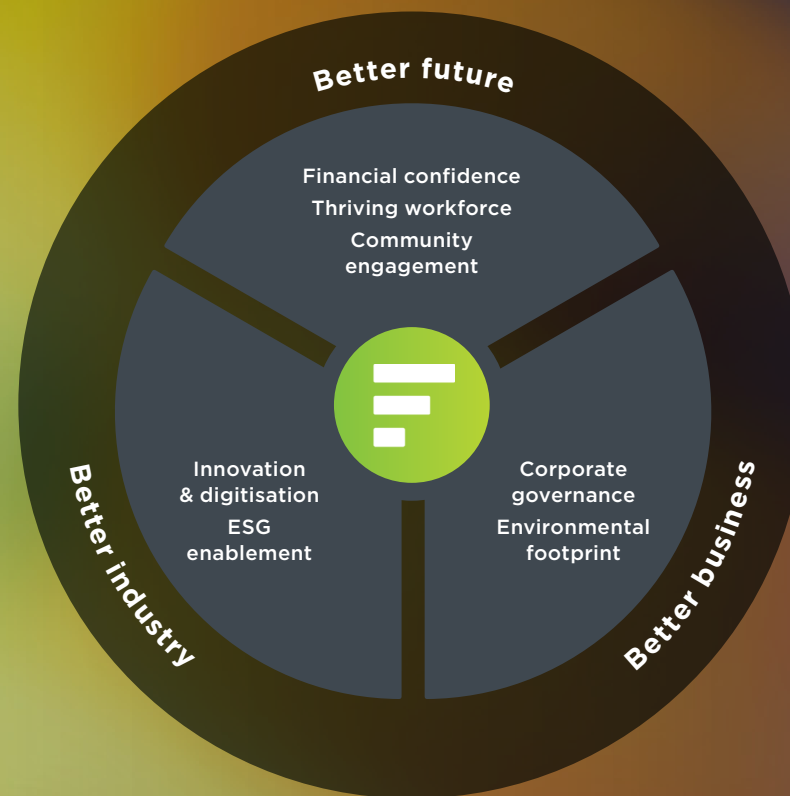 Better future
Financial confidence
Thriving workforce
Community
engagement
Better industry
Innovation
& digitisation
ESG
enablement
Corporate
governance
Environmental
footprint
Better business